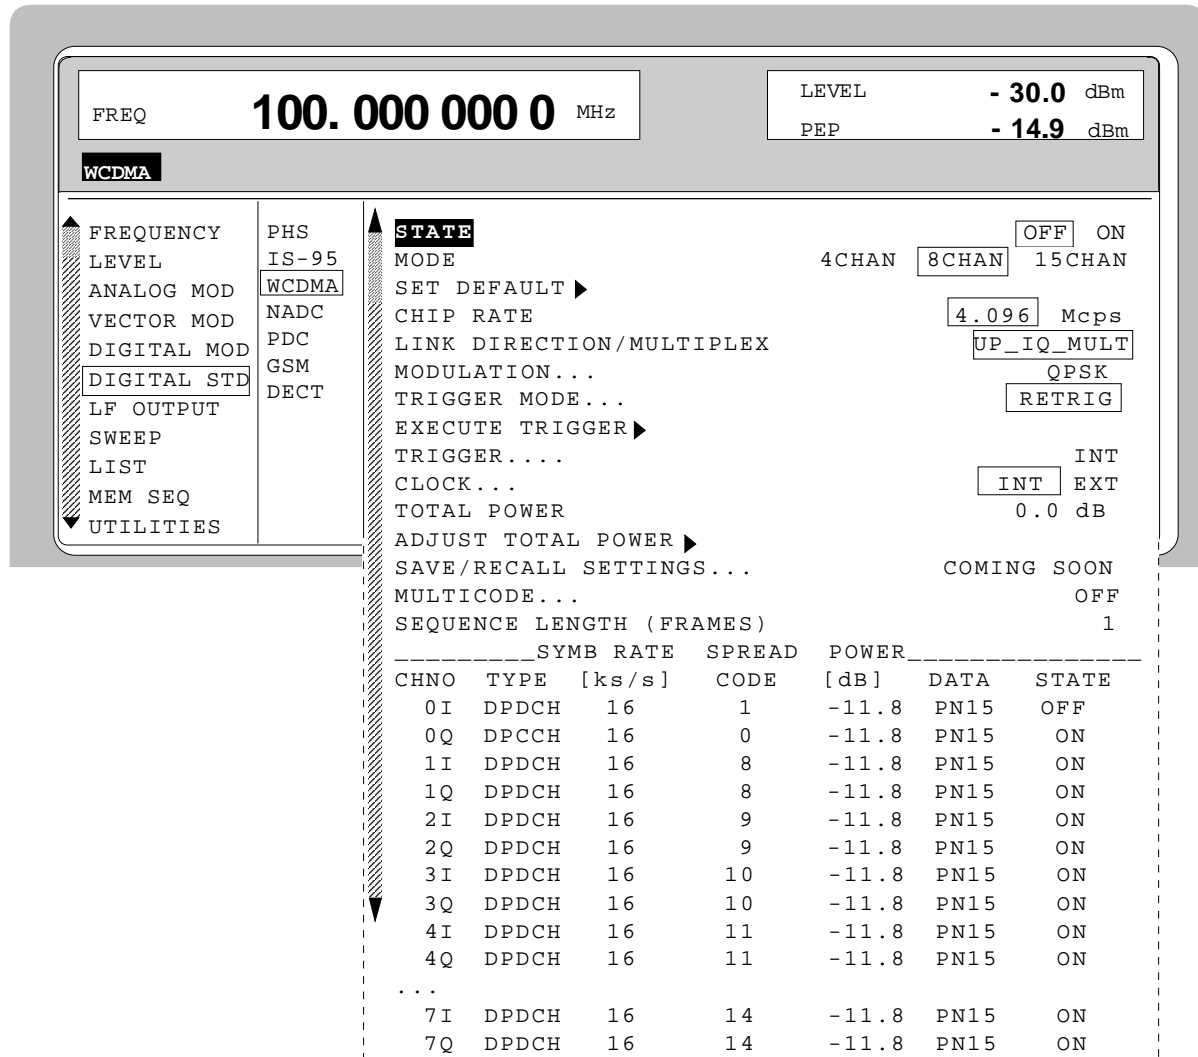 FREQ 100. 000 000 0 MHz
LEVEL - 30.0 dBm
PEP - 14.9 dBm
WCDMA
FREQUENCY
LEVEL
ANALOG MOD
VECTOR MOD
DIGITAL MOD
DIGITAL STD
LF OUTPUT
SWEEP
LIST
MEM SEQ
UTILITIES
PHS
IS-95
WCDMA
NADC
PDC
GSM
DECT
STATE OFF ON
MODE 4CHAN 8CHAN 15CHAN
SET DEFAULT
CHIP RATE 4.096 Mcps
LINK DIRECTION/MULTIPLEX UP_IQ_MULT
MODULATION... QPSK
TRIGGER MODE... RETRIG
EXECUTE TRIGGER
TRIGGER.... INT
CLOCK... INT EXT
TOTAL POWER 0.0 dB
ADJUST TOTAL POWER
SAVE/RECALL SETTINGS... COMING SOON
MULTICODE... OFF
SEQUENCE LENGTH (FRAMES) 1
_________SYMB RATE SPREAD POWER_______________
CHNO TYPE [ks/s] CODE [dB] DATA STATE
0I DPDCH 16 1 -11.8 PN15 OFF
0Q DPCCH 16 0 -11.8 PN15 ON
1I DPDCH 16 8 -11.8 PN15 ON
1Q DPDCH 16 8 -11.8 PN15 ON
2I DPDCH 16 9 -11.8 PN15 ON
2Q DPDCH 16 9 -11.8 PN15 ON
3I DPDCH 16 10 -11.8 PN15 ON
3Q DPDCH 16 10 -11.8 PN15 ON
4I DPDCH 16 11 -11.8 PN15 ON
4Q DPDCH 16 11 -11.8 PN15 ON
...
7I DPDCH 16 14 -11.8 PN15 ON
7Q DPDCH 16 14 -11.8 PN15 ON